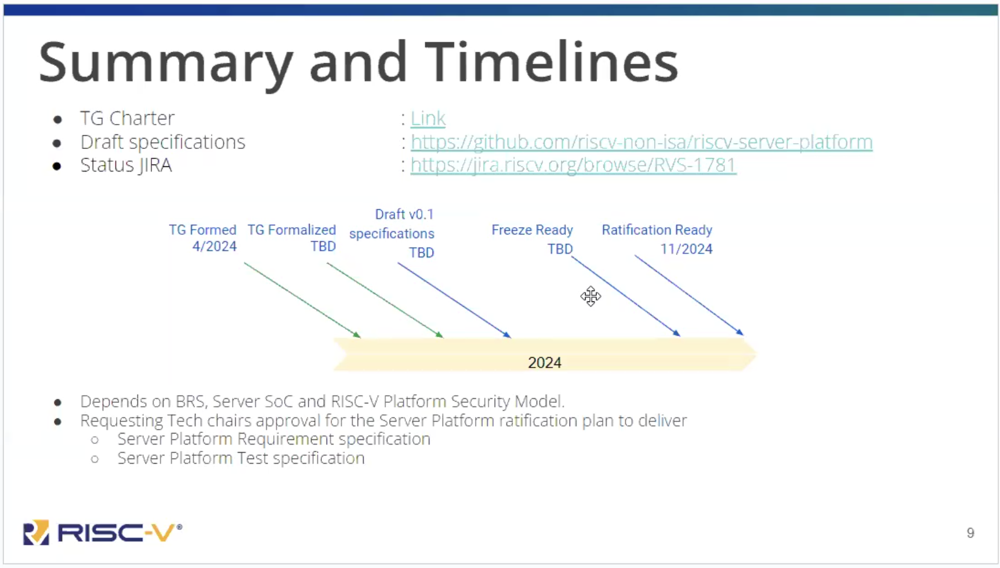 Summary and Timelines
● TG Charter : Link
● Draft specifications : https://github.com/riscv-non-isa/riscv-server-platform
● Status JIRA : https://jira.riscv.org/browse/RVS-1781
TG Formed
4/2024
TG Formalized
TBD
Draft v0.1
specifications
TBD
Freeze Ready
TBD
Ratification Ready
11/2024
2024
● Depends on BRS, Server SoC and RISC-V Platform Security Model.
● Requesting Tech chairs approval for the Server Platform ratification plan to deliver
○ Server Platform Requirement specification
○ Server Platform Test specification
RISC-V®
9